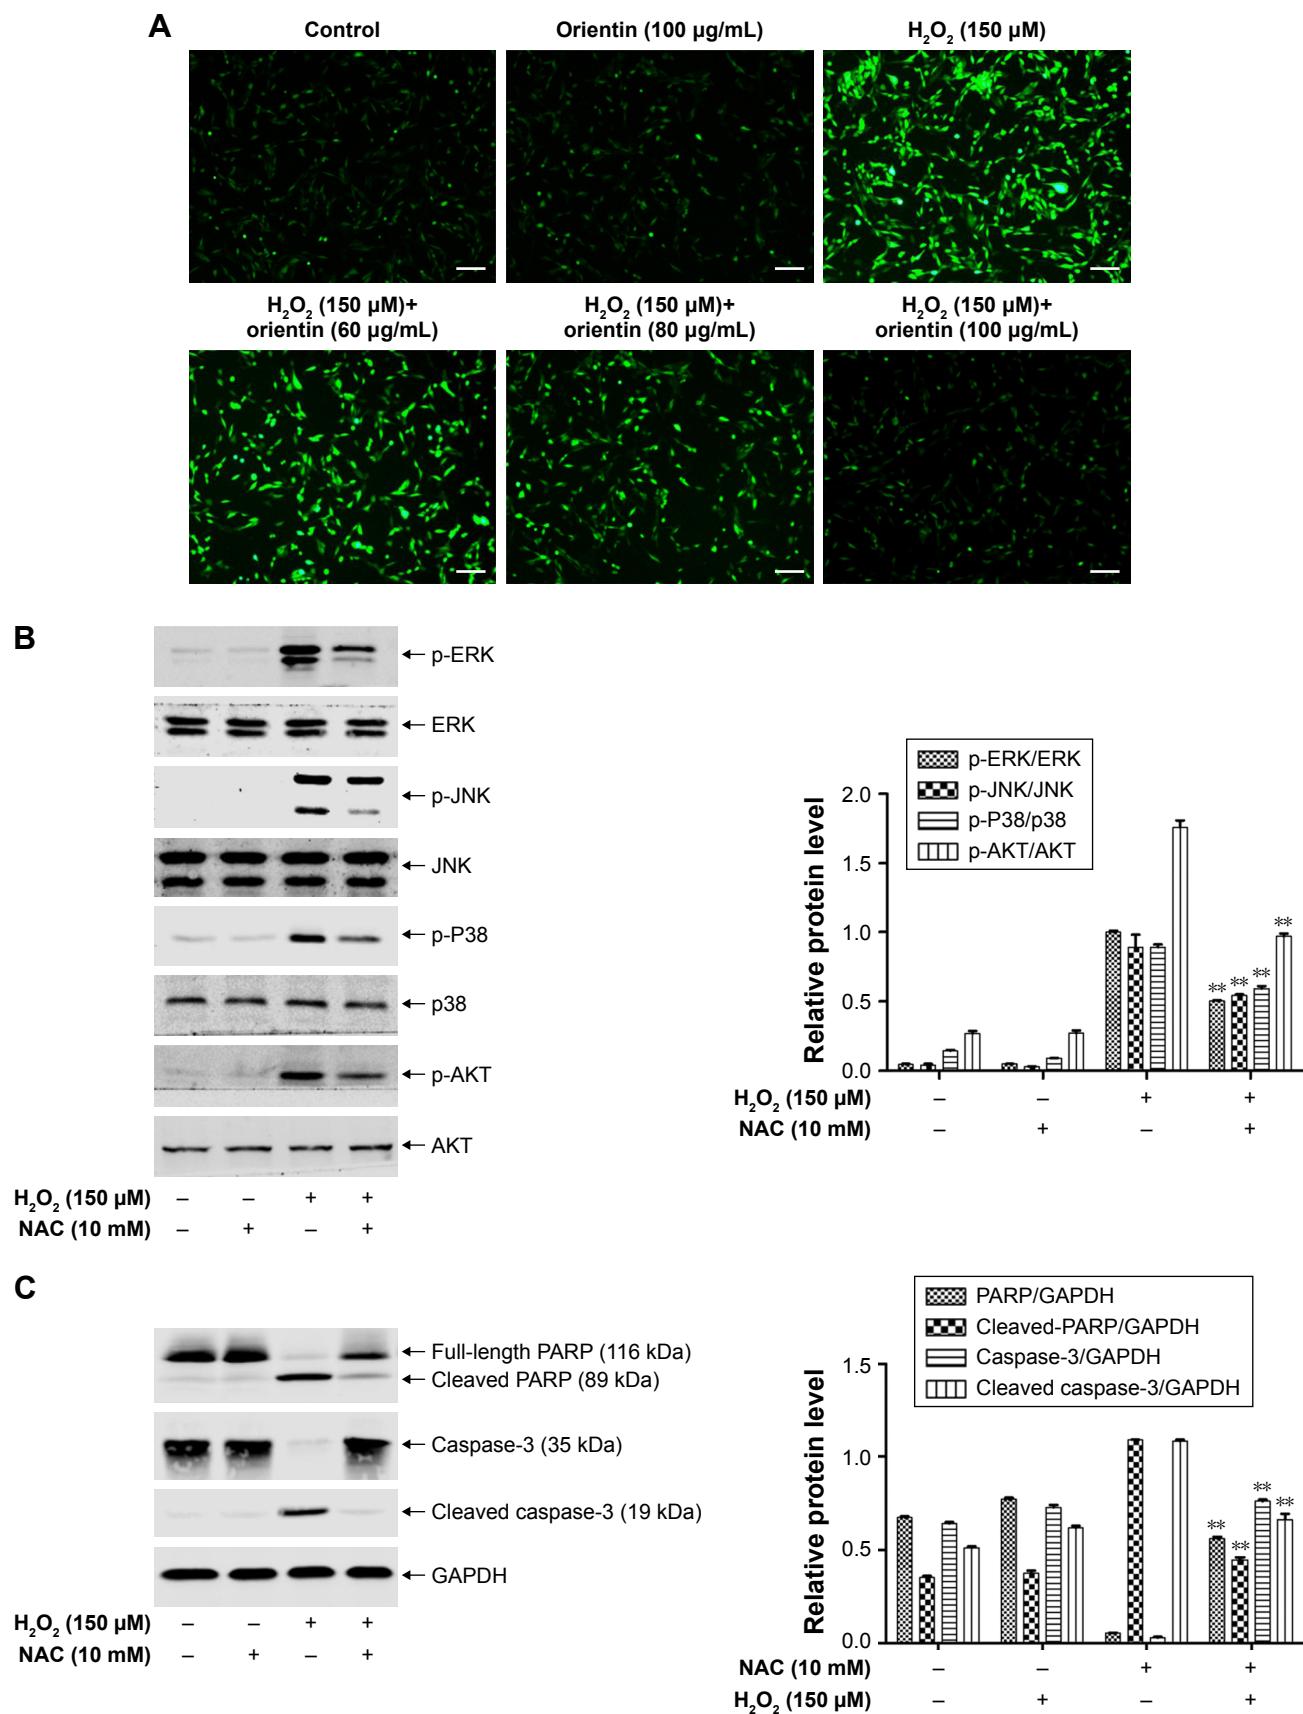 A
Control
Orientin (100 µg/mL)
H₂O₂ (150 µM)
H₂O₂ (150 µM)+
orientin (60 µg/mL)
H₂O₂ (150 µM)+
orientin (80 µg/mL)
H₂O₂ (150 µM)+
orientin (100 µg/mL)
B
p-ERK
ERK
p-JNK
JNK
p-P38
p38
p-AKT
AKT
H₂O₂ (150 µM) – – + +
NAC (10 mM) – + – +
p-ERK/ERK
p-JNK/JNK
p-P38/p38
p-AKT/AKT
Relative protein level
2.0
1.5
1.0
0.5
0.0
** ** ** **
H₂O₂ (150 µM) – – + +
NAC (10 mM) – + – +
C
Full-length PARP (116 kDa)
Cleaved PARP (89 kDa)
Caspase-3 (35 kDa)
Cleaved caspase-3 (19 kDa)
GAPDH
H₂O₂ (150 µM) – – + +
NAC (10 mM) – + – +
PARP/GAPDH
Cleaved-PARP/GAPDH
Caspase-3/GAPDH
Cleaved caspase-3/GAPDH
Relative protein level
1.5
1.0
0.5
0.0
** ** ** **
NAC (10 mM) – – + +
H₂O₂ (150 µM) – + – +